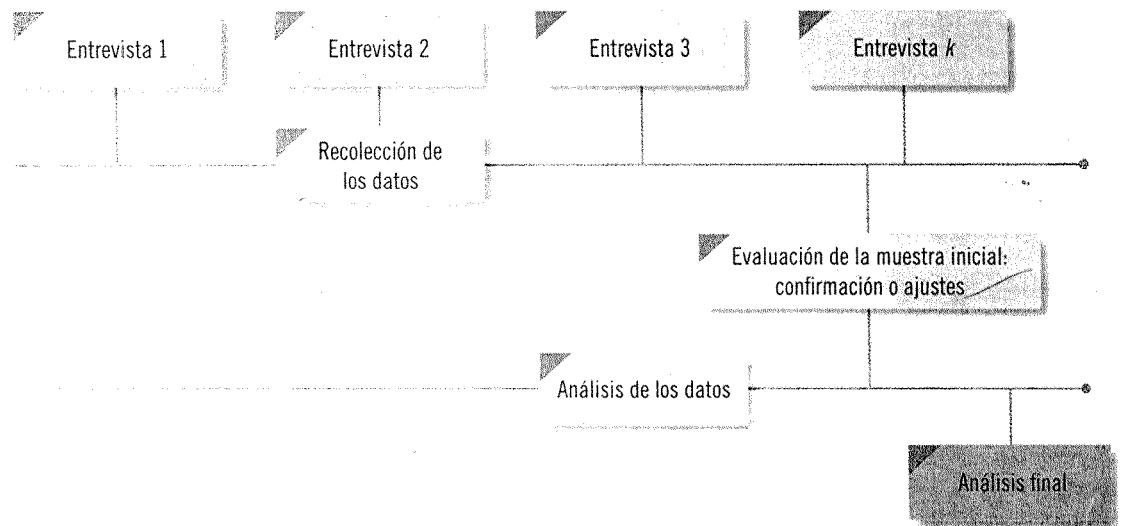 Entrevista 1
Entrevista 2
Entrevista 3
Entrevista k
Recolección de
los datos
Evaluación de la muestra inicial:
confirmación o ajustes
Análisis de los datos
Análisis final